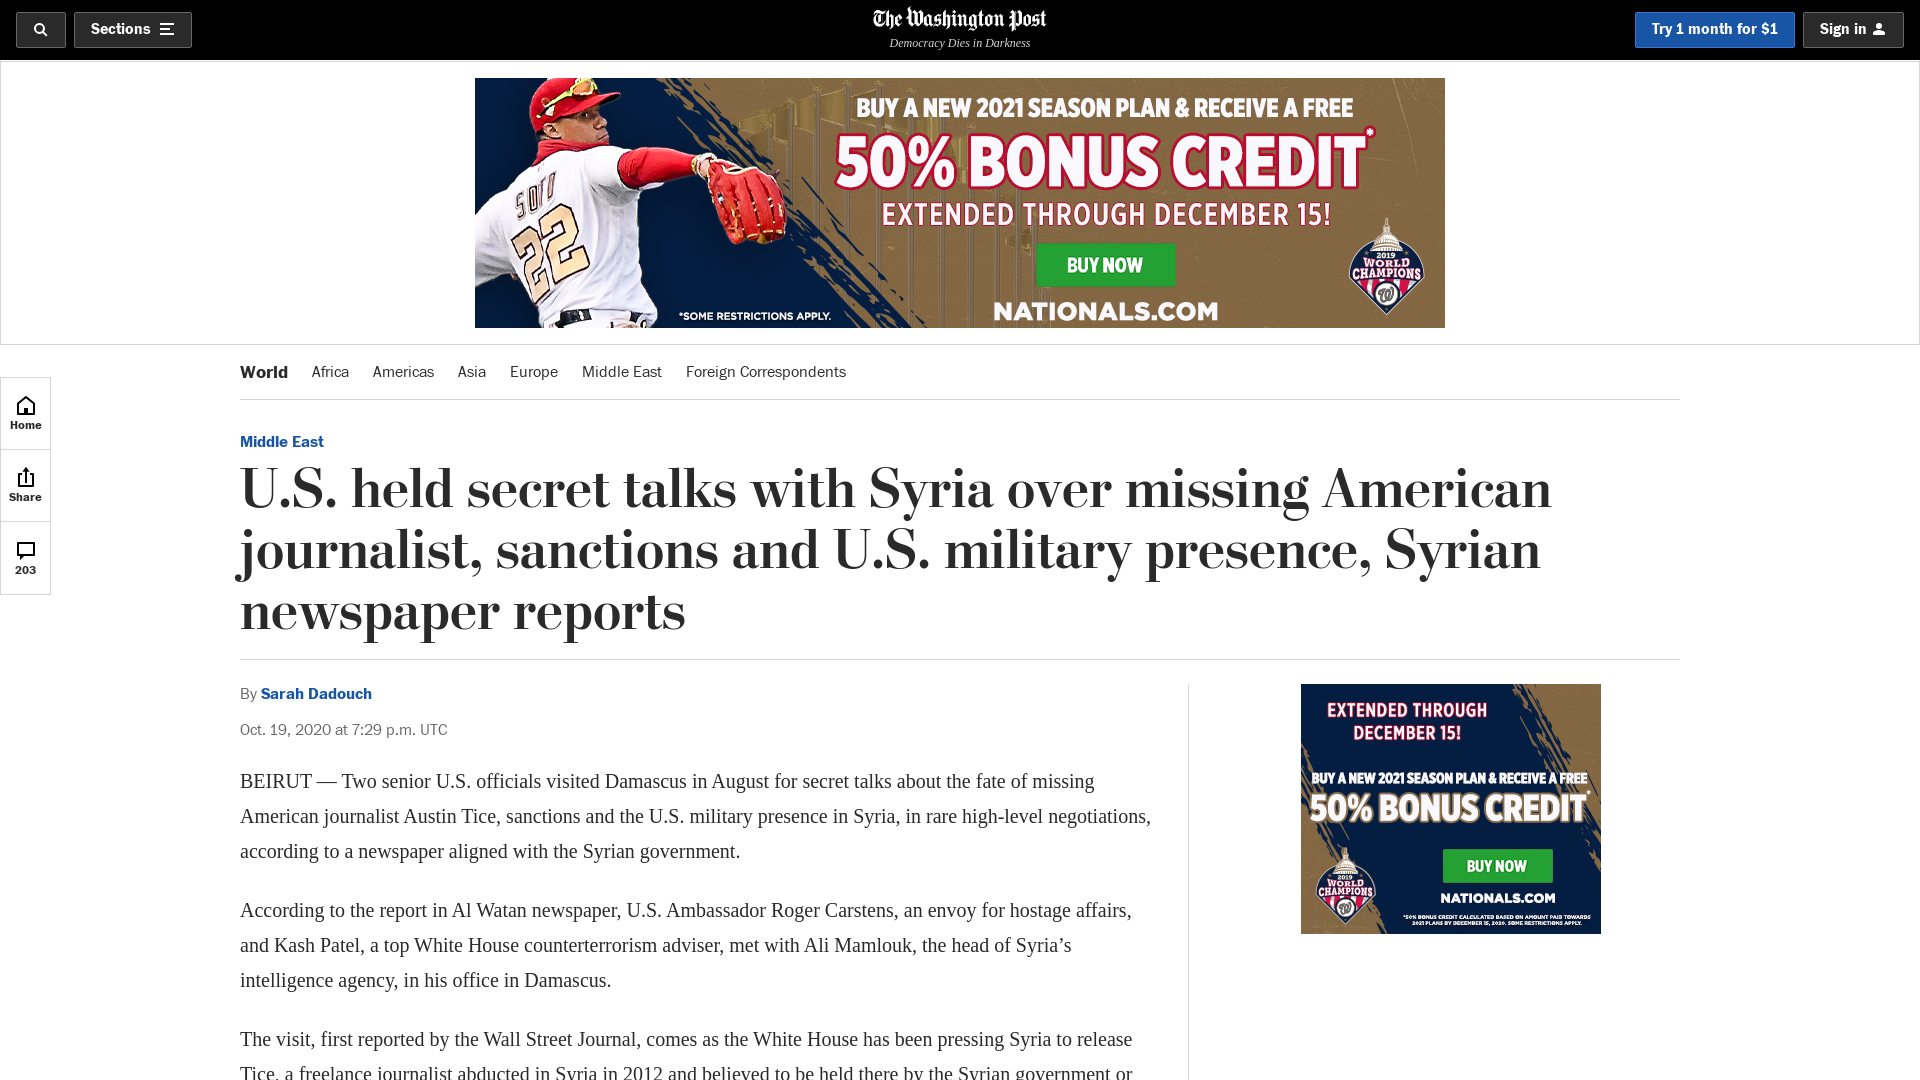 Sections
The Washington Post
Democracy Dies in Darkness
Try 1 month for $1
Sign in
SOTO
22
BUY A NEW 2021 SEASON PLAN & RECEIVE A FREE
50% BONUS CREDIT*
EXTENDED THROUGH DECEMBER 15!
BUY NOW
NATIONALS.COM
*SOME RESTRICTIONS APPLY.
2019
WORLD
CHAMPIONS
W
World
Africa
Americas
Asia
Europe
Middle East
Foreign Correspondents
Home
Share
203
Middle East
U.S. held secret talks with Syria over missing American
journalist, sanctions and U.S. military presence, Syrian
newspaper reports
By Sarah Dadouch
Oct. 19, 2020 at 7:29 p.m. UTC
BEIRUT — Two senior U.S. officials visited Damascus in August for secret talks about the fate of missing
American journalist Austin Tice, sanctions and the U.S. military presence in Syria, in rare high-level negotiations,
according to a newspaper aligned with the Syrian government.
According to the report in Al Watan newspaper, U.S. Ambassador Roger Carstens, an envoy for hostage affairs,
and Kash Patel, a top White House counterterrorism adviser, met with Ali Mamlouk, the head of Syria’s
intelligence agency, in his office in Damascus.
The visit, first reported by the Wall Street Journal, comes as the White House has been pressing Syria to release
Tice, a freelance journalist abducted in Syria in 2012 and believed to be held there by the Syrian government or
EXTENDED THROUGH
DECEMBER 15!
BUY A NEW 2021 SEASON PLAN & RECEIVE A FREE
50% BONUS CREDIT*
BUY NOW
NATIONALS.COM
2019
WORLD
CHAMPIONS
W
*50% BONUS CREDIT CALCULATED BASED ON AMOUNT PAID TOWARDS
2021 PLANS BY DECEMBER 15, 2020. SOME RESTRICTIONS APPLY.